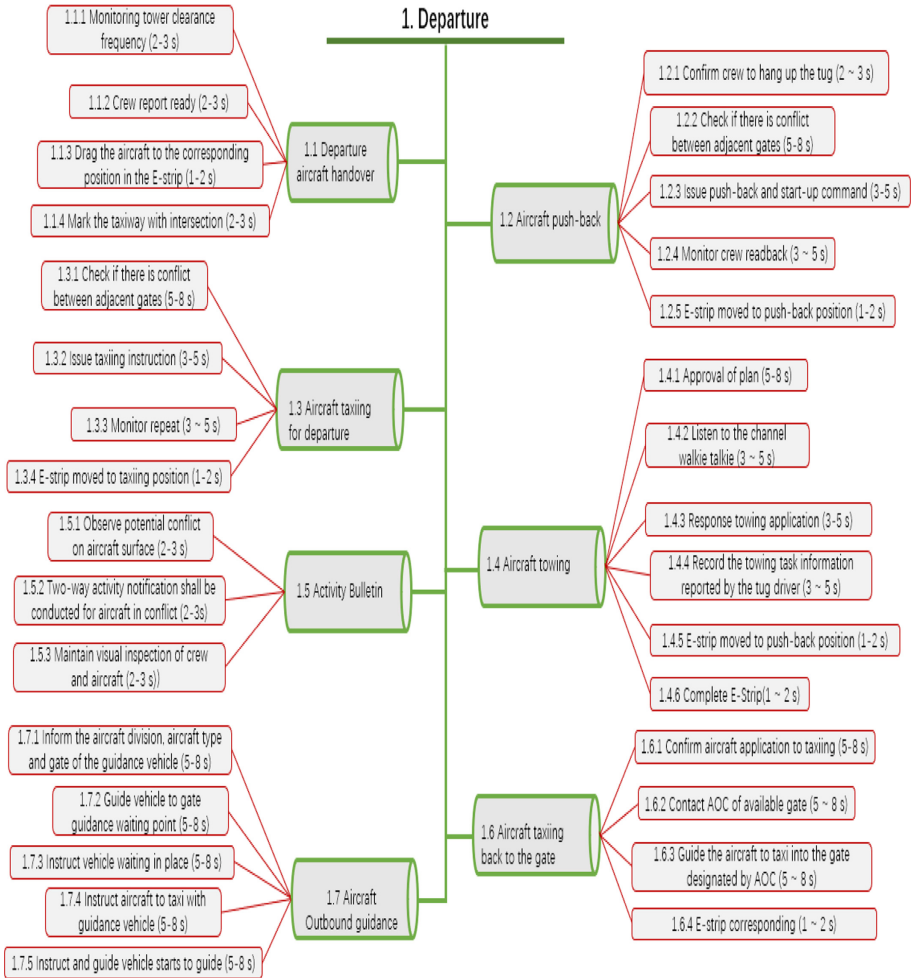 1. Departure
1.1 Departure
aircraft handover
1.1.1 Monitoring tower clearance
frequency (2-3 s)
1.1.2 Crew report ready (2-3 s)
1.1.3 Drag the aircraft to the corresponding
position in the E-strip (1-2 s)
1.1.4 Mark the taxiway with intersection (2-3 s)
1.2 Aircraft push-back
1.2.1 Confirm crew to hang up the tug (2 ~ 3 s)
1.2.2 Check if there is conflict
between adjacent gates (5-8 s)
1.2.3 Issue push-back and start-up command (3-5 s)
1.2.4 Monitor crew readback (3 ~ 5 s)
1.2.5 E-strip moved to push-back position (1-2 s)
1.3 Aircraft taxiing
for departure
1.3.1 Check if there is conflict
between adjacent gates (5-8 s)
1.3.2 Issue taxiing instruction (3-5 s)
1.3.3 Monitor repeat (3 ~ 5 s)
1.3.4 E-strip moved to taxiing position (1-2 s)
1.4 Aircraft towing
1.4.1 Approval of plan (5-8 s)
1.4.2 Listen to the channel
walkie talkie (3 ~ 5 s)
1.4.3 Response towing application (3-5 s)
1.4.4 Record the towing task information
reported by the tug driver (3 ~ 5 s)
1.4.5 E-strip moved to push-back position (1-2 s)
1.4.6 Complete E-Strip(1 ~ 2 s)
1.5 Activity Bulletin
1.5.1 Observe potential conflict
on aircraft surface (2-3 s)
1.5.2 Two-way activity notification shall be
conducted for aircraft in conflict (2-3s)
1.5.3 Maintain visual inspection of crew
and aircraft (2-3 s))
1.6 Aircraft taxiing
back to the gate
1.6.1 Confirm aircraft application to taxiing (5-8 s)
1.6.2 Contact AOC of available gate (5 ~ 8 s)
1.6.3 Guide the aircraft to taxi into the gate
designated by AOC (5 ~ 8 s)
1.6.4 E-strip corresponding (1 ~ 2 s)
1.7 Aircraft
Outbound guidance
1.7.1 Inform the aircraft division, aircraft type
and gate of the guidance vehicle (5-8 s)
1.7.2 Guide vehicle to gate
guidance waiting point (5-8 s)
1.7.3 Instruct vehicle waiting in place (5-8 s)
1.7.4 Instruct aircraft to taxi with
guidance vehicle (5-8 s)
1.7.5 Instruct and guide vehicle starts to guide (5-8 s)